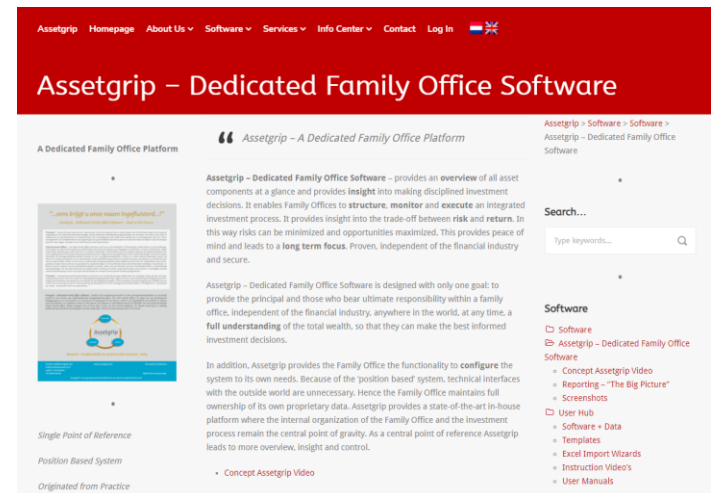 Assetgrip Homepage About Us Software Services Info Center Contact Log In
Assetgrip – Dedicated Family Office Software
A Dedicated Family Office Platform
"...eens krijgt u onze naam ingefluisterd...!"
Assetgrip
Single Point of Reference
Position Based System
Originated from Practice
Assetgrip – A Dedicated Family Office Platform
Assetgrip – Dedicated Family Office Software – provides an overview of all asset
components at a glance and provides insight into making disciplined investment
decisions. It enables Family Offices to structure, monitor and execute an integrated
investment process. It provides insight into the trade-off between risk and return. In
this way risks can be minimized and opportunities maximized. This provides peace of
mind and leads to a long term focus. Proven, independent of the financial industry
and secure.
Assetgrip – Dedicated Family Office Software is designed with only one goal: to
provide the principal and those who bear ultimate responsibility within a family
office, independent of the financial industry, anywhere in the world, at any time, a
full understanding of the total wealth, so that they can make the best informed
investment decisions.
In addition, Assetgrip provides the Family Office the functionality to configure the
system to its own needs. Because of the 'position based' system, technical interfaces
with the outside world are unnecessary. Hence the Family Office maintains full
ownership of its own proprietary data. Assetgrip provides a state-of-the-art in-house
platform where the internal organization of the Family Office and the investment
process remain the central point of gravity. As a central point of reference Assetgrip
leads to more overview, insight and control.
Concept Assetgrip Video
Assetgrip > Software > Software >
Assetgrip – Dedicated Family Office
Software
Search...
Type keywords...
Software
Software
Assetgrip – Dedicated Family Office
Software
Concept Assetgrip Video
Reporting – "The Big Picture"
Screenshots
User Hub
Software + Data
Templates
Excel Import Wizards
Instruction Video's
User Manuals